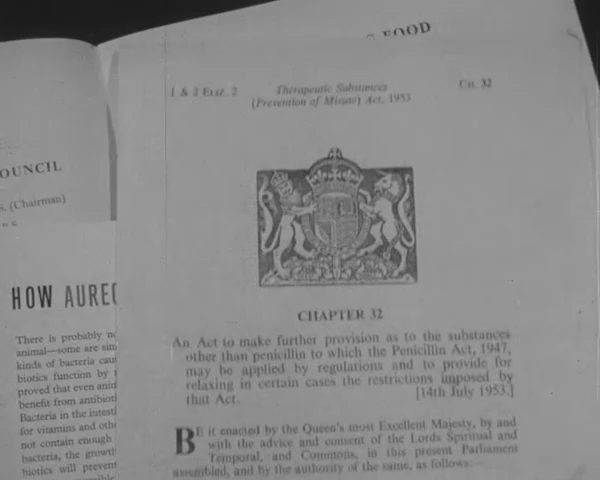 FOOD
OUNCIL
s. (Chairman)
HOW AUREO
There is probably n
animal—some are sim
kinds of bacteria cau
biotics function by
proved that even anim
benefit from antibioti
Bacteria in the intesti
for vitamins and othe
not contain enough
bacteria, the growth
biotics will prevent
1 & 2 ELIZ. 2
Therapeutic Substances
(Prevention of Misuse) Act, 1953
CH. 32
CHAPTER 32
An Act to make further provision as to the substances
other than penicillin to which the Penicillin Act, 1947,
may be applied by regulations and to provide for
relaxing in certain cases the restrictions imposed by
that Act. [14th July 1953.]
BE it enacted by the Queen's most Excellent Majesty, by and
with the advice and consent of the Lords Spiritual and
Temporal, and Commons, in this present Parliament
assembled, and by the authority of the same, as follows:—